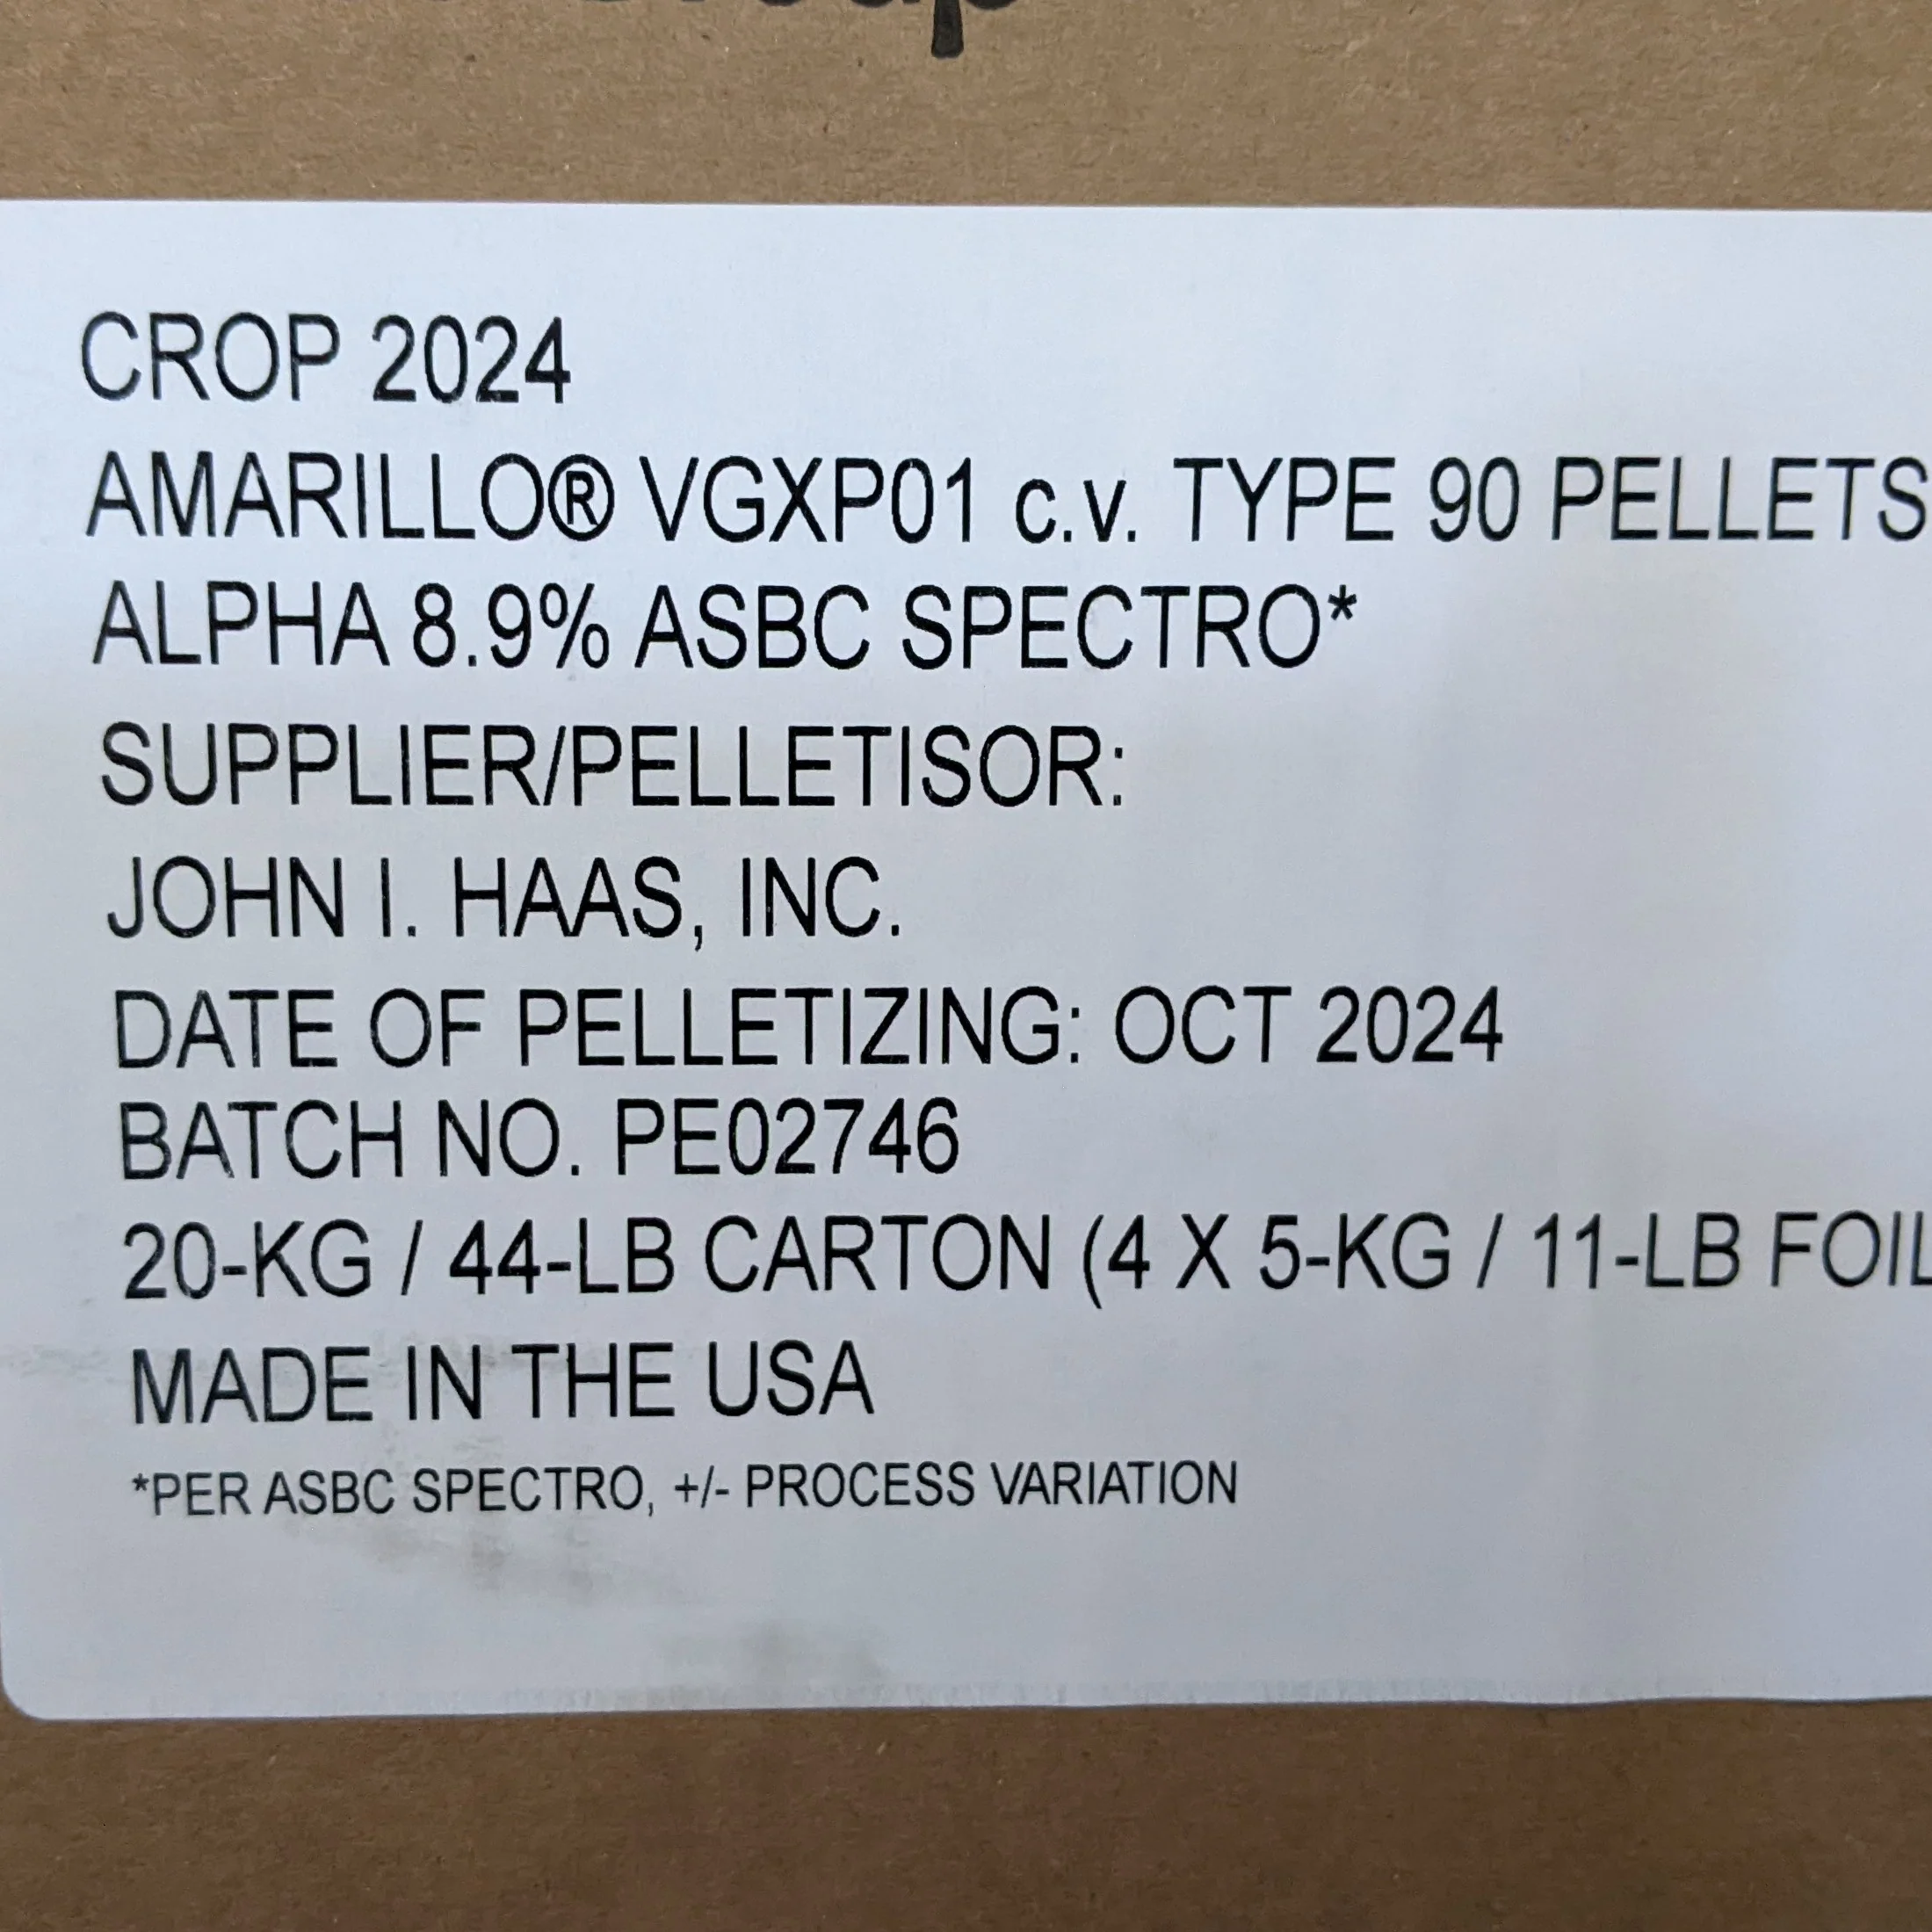 CROP 2024
AMARILLO® VGXP01 c.v. TYPE 90 PELLETS
ALPHA 8.9% ASBC SPECTRO*
SUPPLIER/PELLETISOR:
JOHN I. HAAS, INC.
DATE OF PELLETIZING: OCT 2024
BATCH NO. PE02746
20-KG / 44-LB CARTON (4 X 5-KG / 11-LB FOIL
MADE IN THE USA
*PER ASBC SPECTRO, +/- PROCESS VARIATION